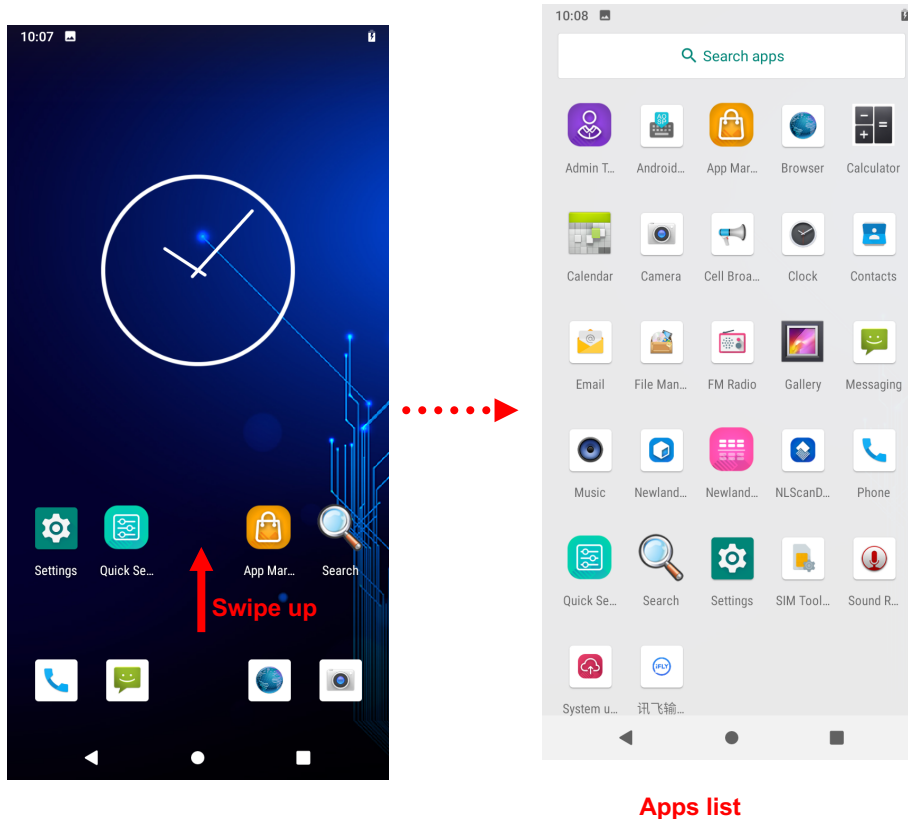 10:07
Settings
Quick Se...
App Mar...
Search
Swipe up
10:08
Search apps
Admin T...
Android...
App Mar...
Browser
Calculator
Calendar
Camera
Cell Broa...
Clock
Contacts
Email
File Man...
FM Radio
Gallery
Messaging
Music
Newland...
Newland...
NLScanD...
Phone
Quick Se...
Search
Settings
SIM Tool...
Sound R...
iFLY
System u...
讯飞输...
Apps list